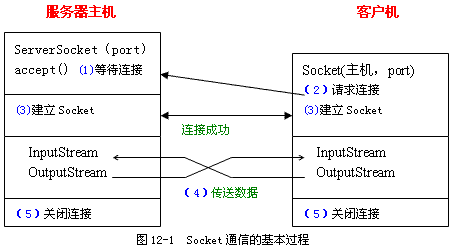 服务器主机
客户机
ServerSocket（port）
accept() (1)等待连接
Socket(主机，port)
（2）请求连接
(3)建立 Socket
(3)建立 Socket
连接成功
InputStream
OutputStream
InputStream
OutputStream
（4）传送数据
（5）关闭连接
（5）关闭连接
图 12-1 Socket 通信的基本过程